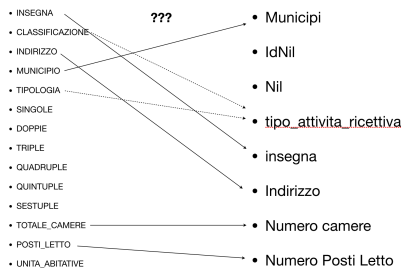 ???
INSEGNA
CLASSIFICAZIONE
INDIRIZZO
MUNICIPIO
TIPOLOGIA
SINGOLE
DOPPIE
TRIPLE
QUADRUPLE
QUINTUPLE
SESTUPLE
TOTALE_CAMERE
POSTI_LETTO
UNITA_ABITATIVE
Municipi
IdNil
Nil
tipo_attivita_ricettiva
insegna
Indirizzo
Numero camere
Numero Posti Letto